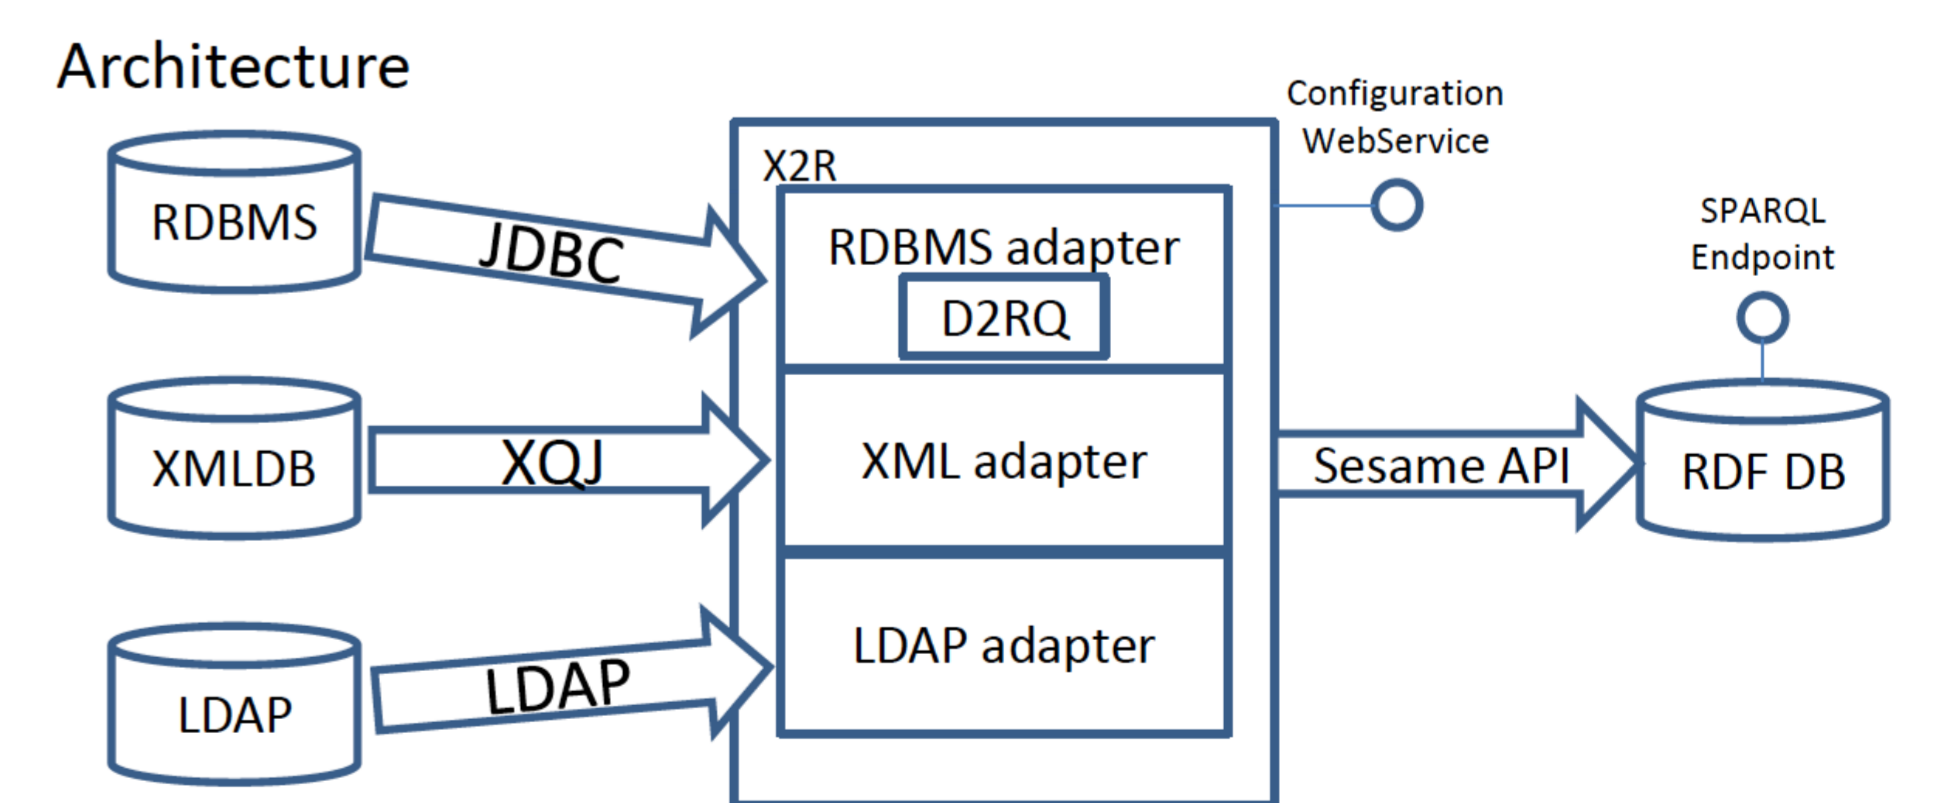 Architecture
Configuration
WebService
X2R
SPARQL
Endpoint
RDBMS
JDBC
RDBMS adapter
D2RQ
XMLDB
XQJ
XML adapter
Sesame API
RDF DB
LDAP
LDAP
LDAP adapter